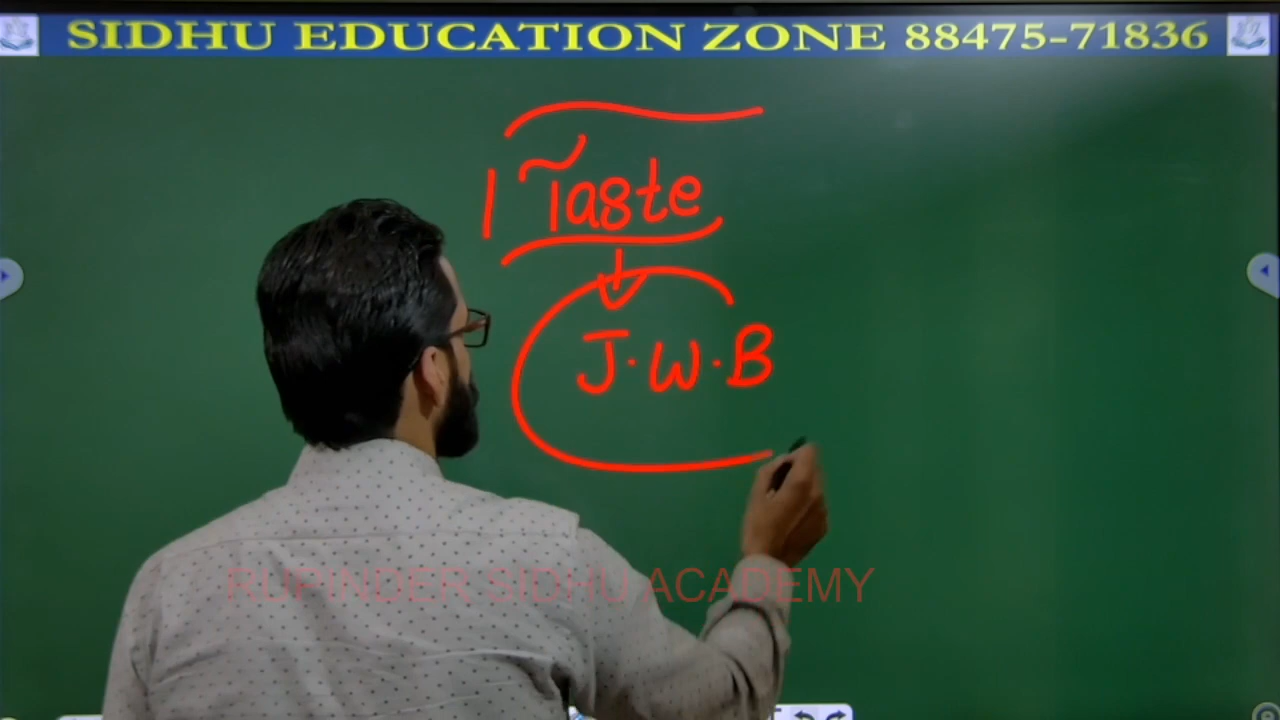 SIDHU EDUCATION ZONE 88475-71836
1 Taste
J.W.B
RUPINDER SIDHU ACADEMY